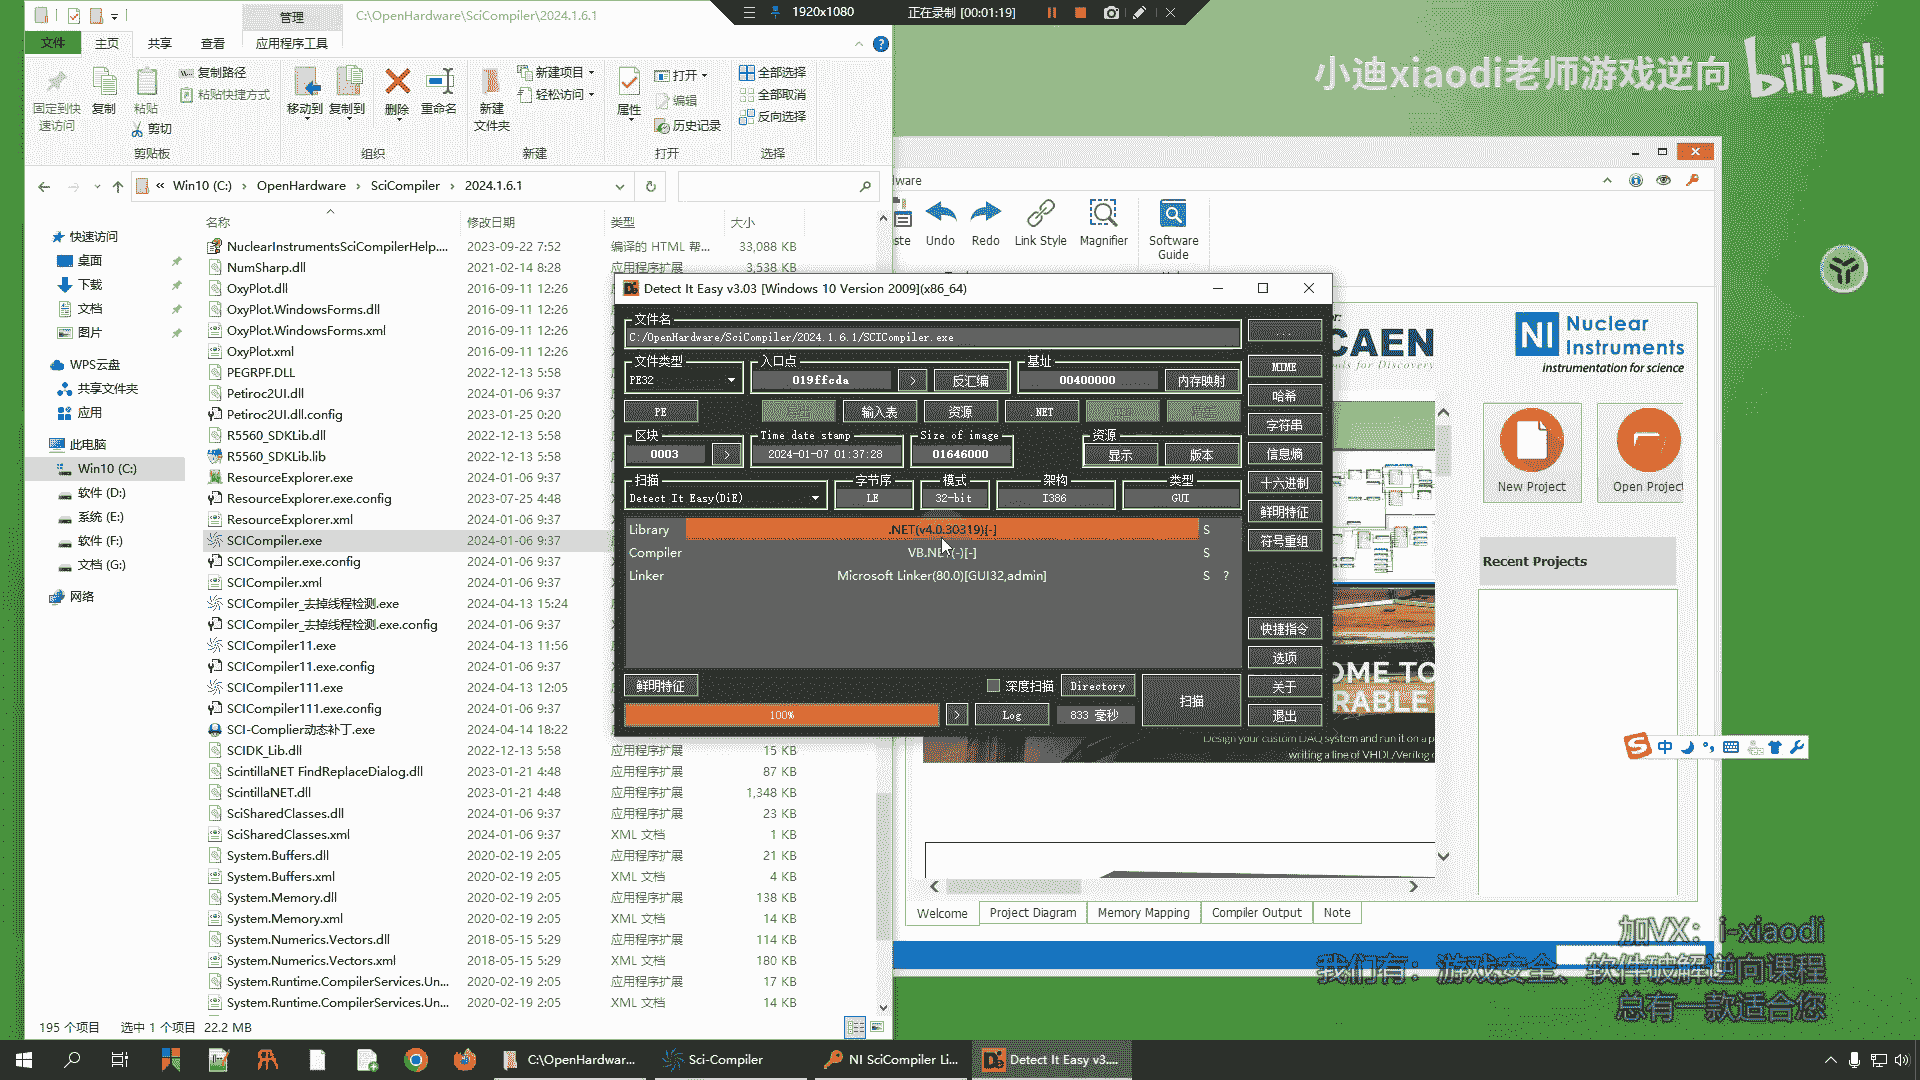 管理
C:\OpenHardware\SciCompiler\2024.1.6.1
1920x1080
正在录制 [00:01:19]
文件
主页
共享
查看
应用程序工具
固定到快速访问
复制
粘贴
复制路径
粘贴快捷方式
剪切
移动到
复制到
删除
重命名
新建文件夹
新建项目
轻松访问
属性
打开
编辑
历史记录
全部选择
全部取消
反向选择
剪贴板
组织
新建
打开
选择
« Win10 (C:) › OpenHardware › SciCompiler › 2024.1.6.1
名称 修改日期 类型 大小
快速访问
桌面
下载
文档
图片
WPS云盘
共享文件夹
应用
此电脑
Win10 (C:)
软件 (D:)
系统 (E:)
软件 (F:)
文档 (G:)
网络
NuclearInstrumentsSciCompilerHelp.... 2023-09-22 7:52 编译的 HTML 帮... 33,088 KB
NumSharp.dll 2021-02-14 8:28 应用程序扩展 3,538 KB
OxyPlot.dll 2016-09-11 12:26
OxyPlot.WindowsForms.dll 2016-09-11 12:26
OxyPlot.WindowsForms.xml 2016-09-11 12:26
OxyPlot.xml 2016-09-11 12:26
PEGRPF.DLL 2022-12-13 5:58
Petiroc2UI.dll 2024-01-06 9:37
Petiroc2UI.dll.config 2023-01-25 0:20
R5560_SDKLib.dll 2022-12-13 5:58
R5560_SDKLib.lib 2022-12-13 5:58
ResourceExplorer.exe 2024-01-06 9:37
ResourceExplorer.exe.config 2023-07-25 4:48
ResourceExplorer.xml 2024-01-06 9:37
SCICompiler.exe 2024-01-06 9:37
SCICompiler.exe.config 2024-01-06 9:37
SCICompiler.xml 2024-01-06 9:37
SCICompiler_去掉线程检测.exe 2024-04-13 15:24
SCICompiler_去掉线程检测.exe.config 2024-01-06 9:37
SCICompiler11.exe 2024-04-13 11:56
SCICompiler11.exe.config 2024-01-06 9:37
SCICompiler111.exe 2024-04-13 12:05
SCICompiler111.exe.config 2024-01-06 9:37
SCI-Complier动态补丁.exe 2024-04-14 18:22
SCIDK_Lib.dll 2022-12-13 5:58 应用程序扩展 15 KB
ScintillaNET FindReplaceDialog.dll 2023-01-21 4:48 应用程序扩展 87 KB
ScintillaNET.dll 2023-01-21 4:48 应用程序扩展 1,348 KB
SciSharedClasses.dll 2024-01-06 9:37 应用程序扩展 23 KB
SciSharedClasses.xml 2024-01-06 9:37 XML 文档 1 KB
System.Buffers.dll 2020-02-19 2:05 应用程序扩展 21 KB
System.Buffers.xml 2020-02-19 2:05 XML 文档 4 KB
System.Memory.dll 2020-02-19 2:05 应用程序扩展 138 KB
System.Memory.xml 2020-02-19 2:05 XML 文档 14 KB
System.Numerics.Vectors.dll 2018-05-15 5:29 应用程序扩展 114 KB
System.Numerics.Vectors.xml 2018-05-15 5:29 XML 文档 180 KB
System.Runtime.CompilerServices.Un... 2020-02-19 2:05 应用程序扩展 17 KB
System.Runtime.CompilerServices.Un... 2020-02-19 2:05 XML 文档 14 KB
195 个项目 选中 1 个项目 22.2 MB
小迪xiaodi老师游戏逆向 bilibili
ware
ste
Undo
Redo
Link Style
Magnifier
Software Guide
Detect It Easy v3.03 [Windows 10 Version 2009](x86_64)
文件名
C:/OpenHardware/SciCompiler/2024.1.6.1/SCICompiler.exe
...
文件类型 入口点 基址
PE32 019ffcda > 反汇编 00400000 内存映射
MIME
PE 输入表 资源 .NET
哈希
字符串
区块 Time date stamp Size of image 资源
0003 > 2024-01-07 01:37:28 01646000 显示 版本
信息熵
扫描 字节序 模式 架构 类型
Detect It Easy(DiE) LE 32-bit I386 GUI
十六进制
鲜明特征
符号重组
Library .NET(v4.0.30319)[-] S
Compiler VB.NET(-)[-] S
Linker Microsoft Linker(80.0)[GUI32,admin] S ?
快捷指令
选项
关于
退出
鲜明特征 深度扫描 Directory 扫描
100% > Log 833 毫秒
CAEN
NI Nuclear Instruments
instrumentation for science
New Project
Open Project
Recent Projects
OME TO
RABLE
Design your custom DAQ system and run it on a p
writing a line of VHDL/Verilog
Welcome
Project Diagram
Memory Mapping
Compiler Output
Note
中
加VX：i-xiaodi
我们有：游戏安全、软件破解逆向课程
总有一款适合您
C:\OpenHardwar...
Sci-Compiler
NI SciCompiler Li...
Detect It Easy v3....